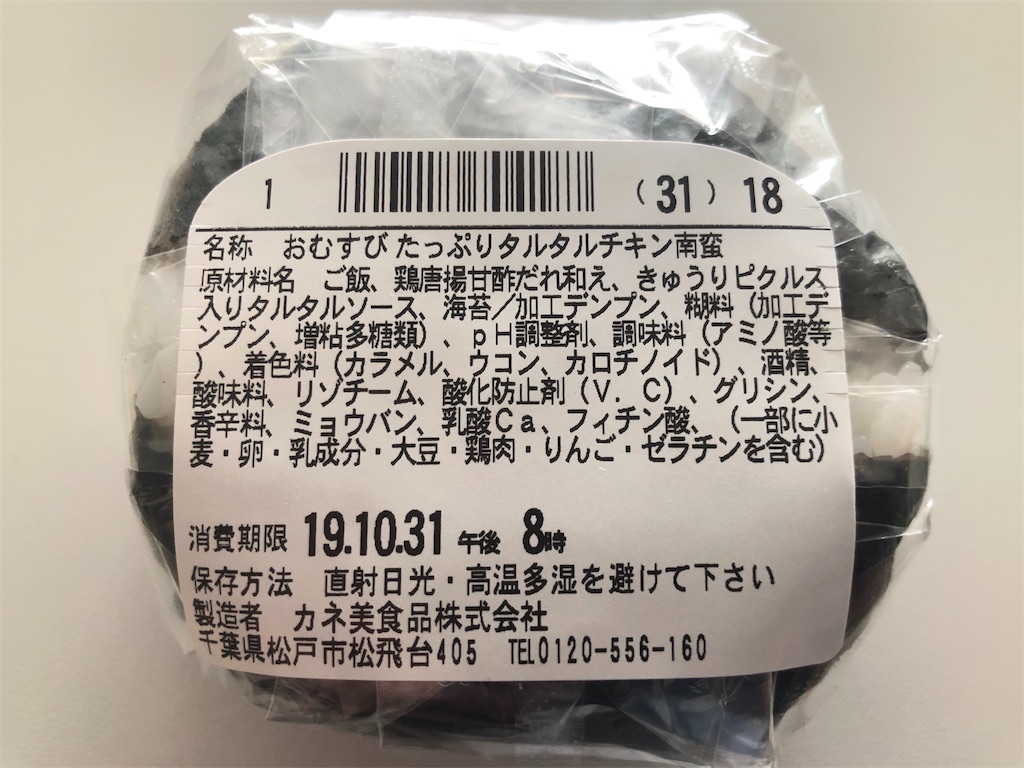 1 (31) 18
名称 おむすび たっぷりタルタルチキン南蛮
原材料名 ご飯、鶏唐揚甘酢だれ和え、きゅうりピクルス
入りタルタルソース、海苔／加工デンプン、糊料（加工デ
ンプン、増粘多糖類）、ｐＨ調整剤、調味料（アミノ酸等
）、着色料（カラメル、ウコン、カロチノイド）、酒精、
酸味料、リゾチーム、酸化防止剤（Ｖ．Ｃ）、グリシン、
香辛料、ミョウバン、乳酸Ｃａ、フィチン酸、（一部に小
麦・卵・乳成分・大豆・鶏肉・りんご・ゼラチンを含む）
消費期限 19.10.31 午後 8時
保存方法 直射日光・高温多湿を避けて下さい
製造者 カネ美食品株式会社
千葉県松戸市松飛台405 TEL0120-556-160